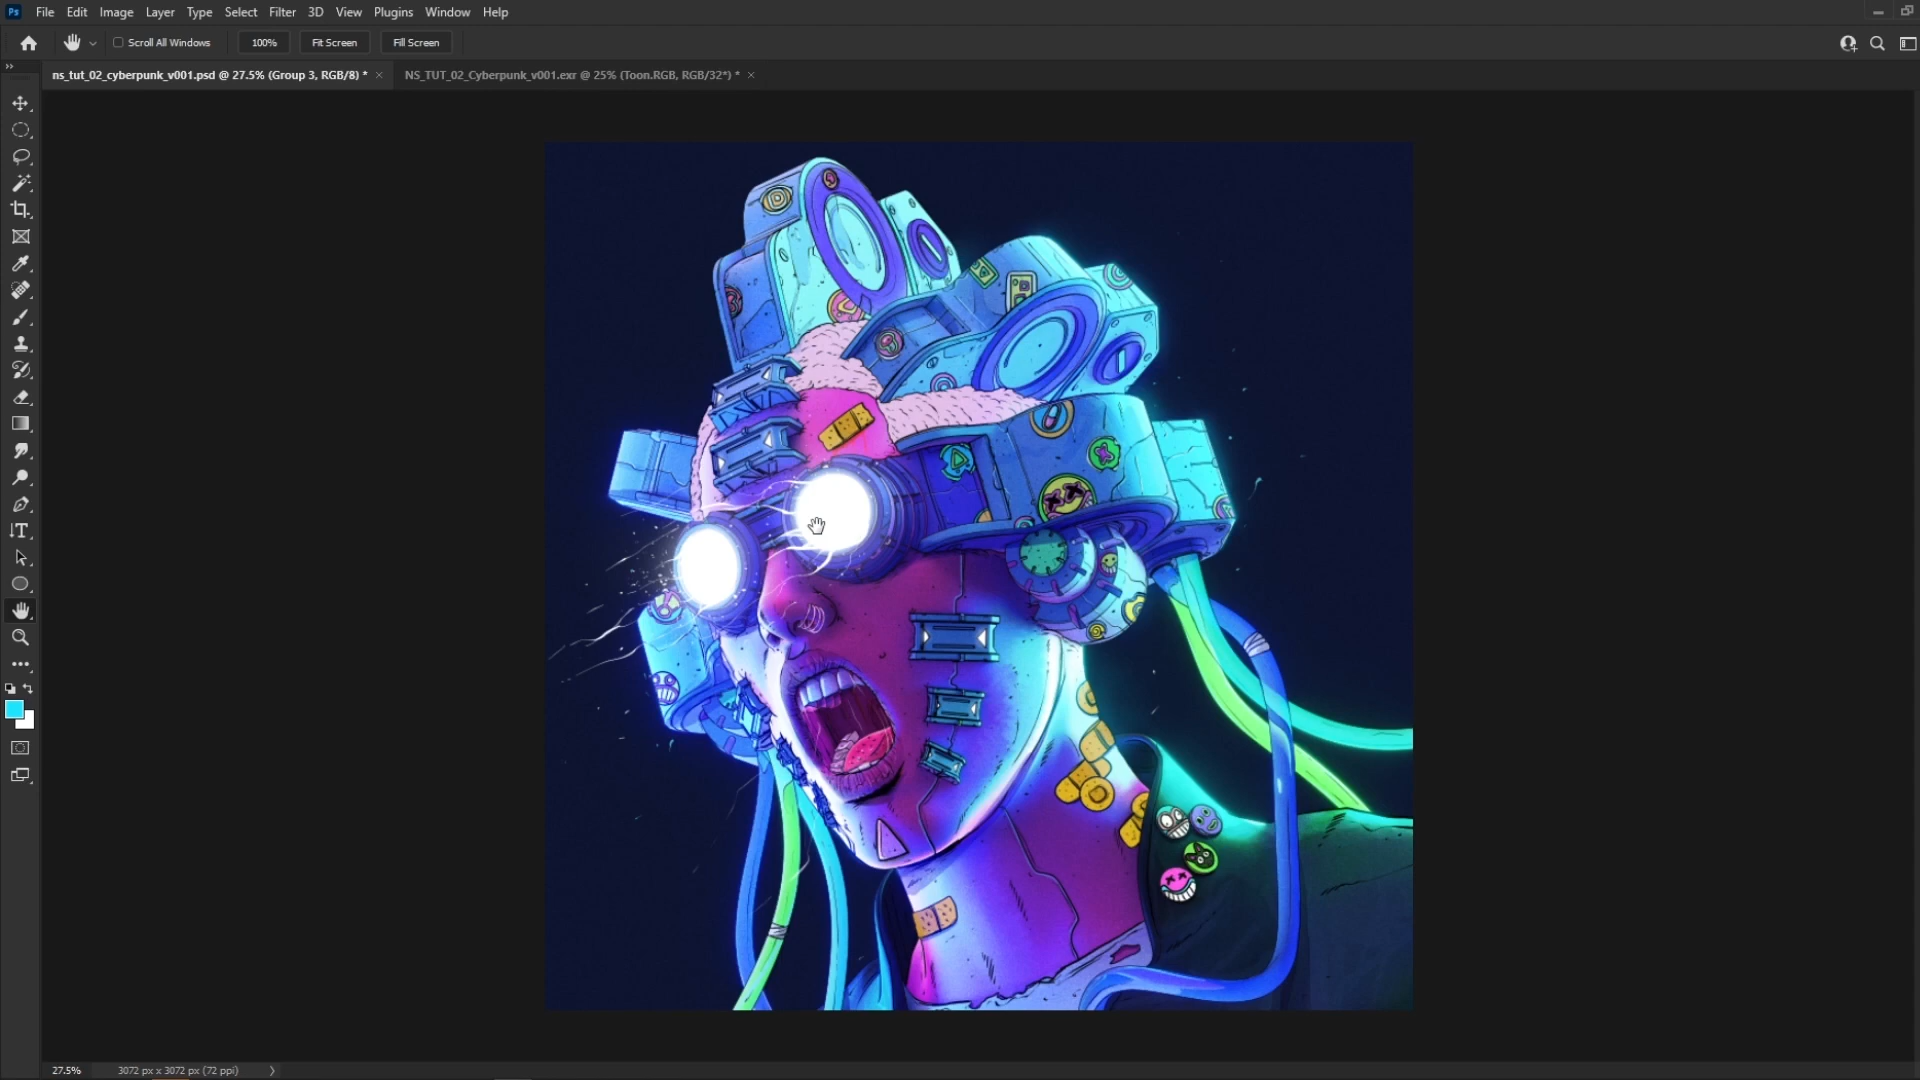 Ps File Edit Image Layer Type Select Filter 3D View Plugins Window Help
Scroll All Windows 100% Fit Screen Fill Screen
ns_tut_02_cyberpunk_v001.psd @ 27.5% (Group 3, RGB/8) * × NS_TUT_02_Cyberpunk_v001.exr @ 25% (Toon.RGB, RGB/32*) * ×
27.5% 3072 px x 3072 px (72 ppi)